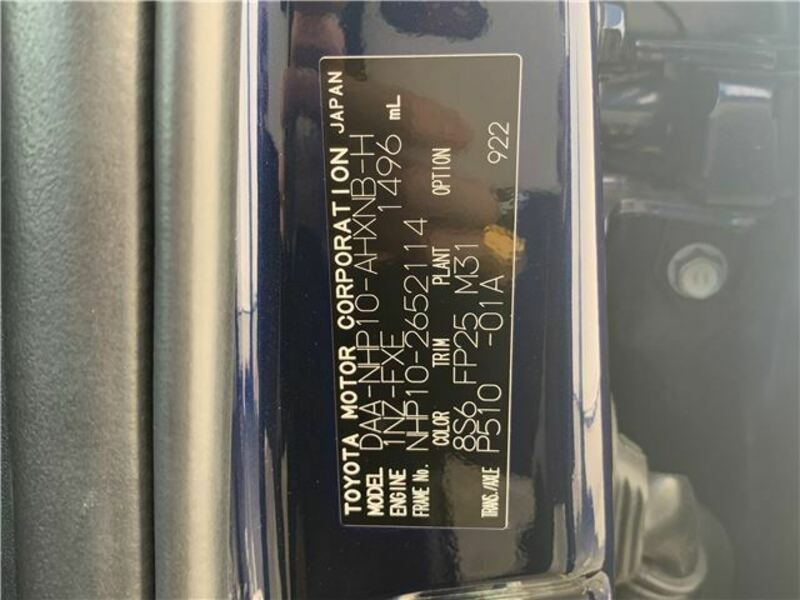 TOYOTA MOTOR CORPORATION JAPAN
MODEL DAA-NHP10-AHXNB-H
ENGINE 1NZ-FXE 1496 mL
FRAME No. NHP10-2652114
COLOR TRIM PLANT OPTION
8S6 FP25 M31
TRANS./AXLE P510 -01A 922